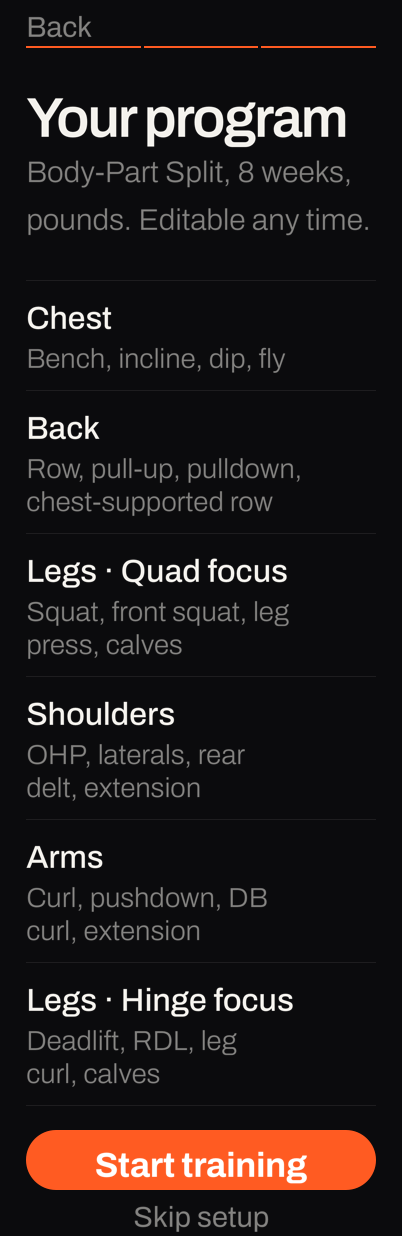 Back
Your program
Body-Part Split, 8 weeks,
pounds. Editable any time.
Chest
Bench, incline, dip, fly
Back
Row, pull-up, pulldown,
chest-supported row
Legs · Quad focus
Squat, front squat, leg
press, calves
Shoulders
OHP, laterals, rear
delt, extension
Arms
Curl, pushdown, DB
curl, extension
Legs · Hinge focus
Deadlift, RDL, leg
curl, calves
Start training
Skip setup